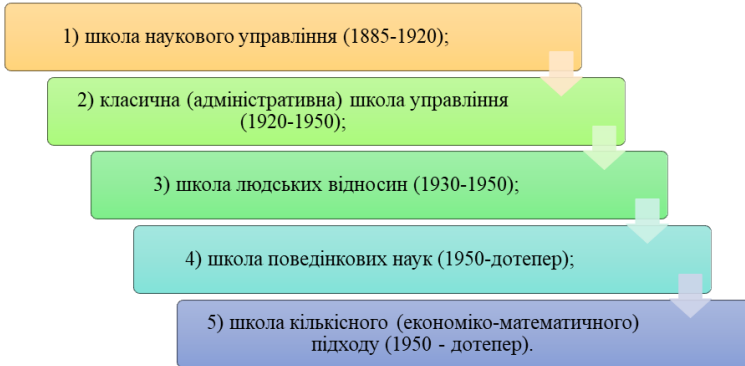 1) школа наукового управління (1885-1920);
2) класична (адміністративна) школа управління
(1920-1950);
3) школа людських відносин (1930-1950);
4) школа поведінкових наук (1950-дотепер);
5) школа кількісного (економіко-математичного)
підходу (1950 - дотепер).